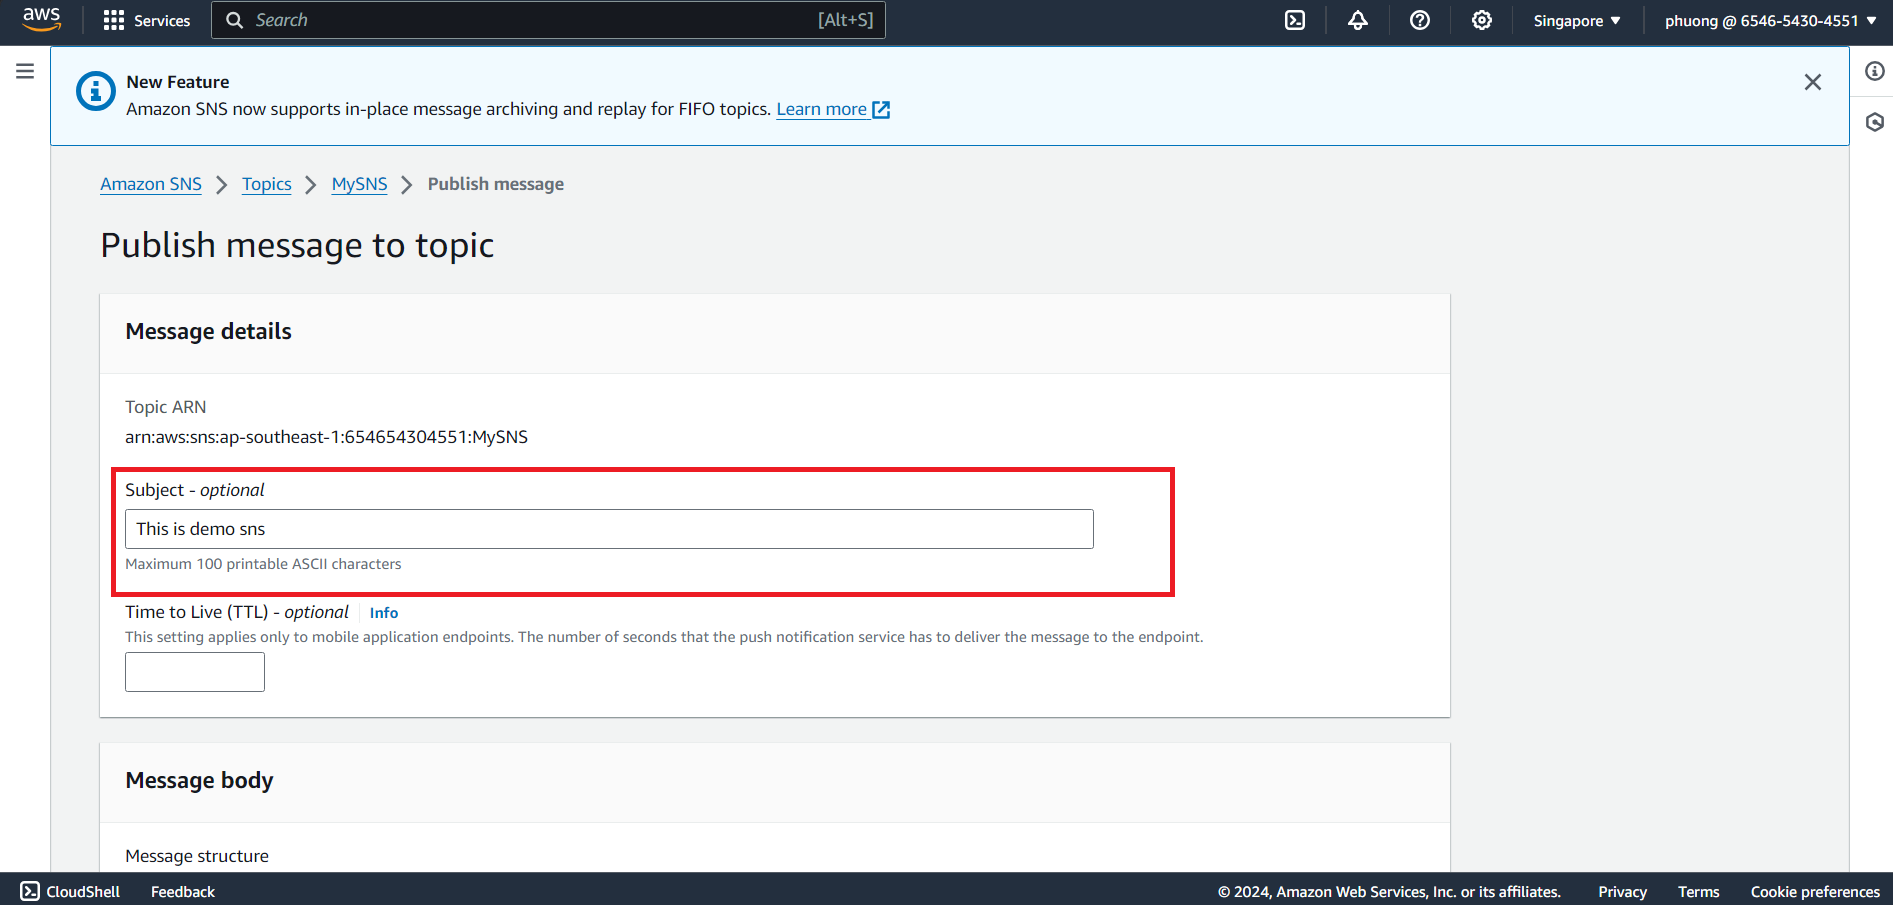 aws
Services
Search
[Alt+S]
Singapore
phuong @ 6546-5430-4551
New Feature
Amazon SNS now supports in-place message archiving and replay for FIFO topics. Learn more
Amazon SNS
Topics
MySNS
Publish message
Publish message to topic
Message details
Topic ARN
arn:aws:sns:ap-southeast-1:654654304551:MySNS
Subject - optional
This is demo sns
Maximum 100 printable ASCII characters
Time to Live (TTL) - optional
Info
This setting applies only to mobile application endpoints. The number of seconds that the push notification service has to deliver the message to the endpoint.
Message body
Message structure
CloudShell
Feedback
© 2024, Amazon Web Services, Inc. or its affiliates.
Privacy
Terms
Cookie preferences